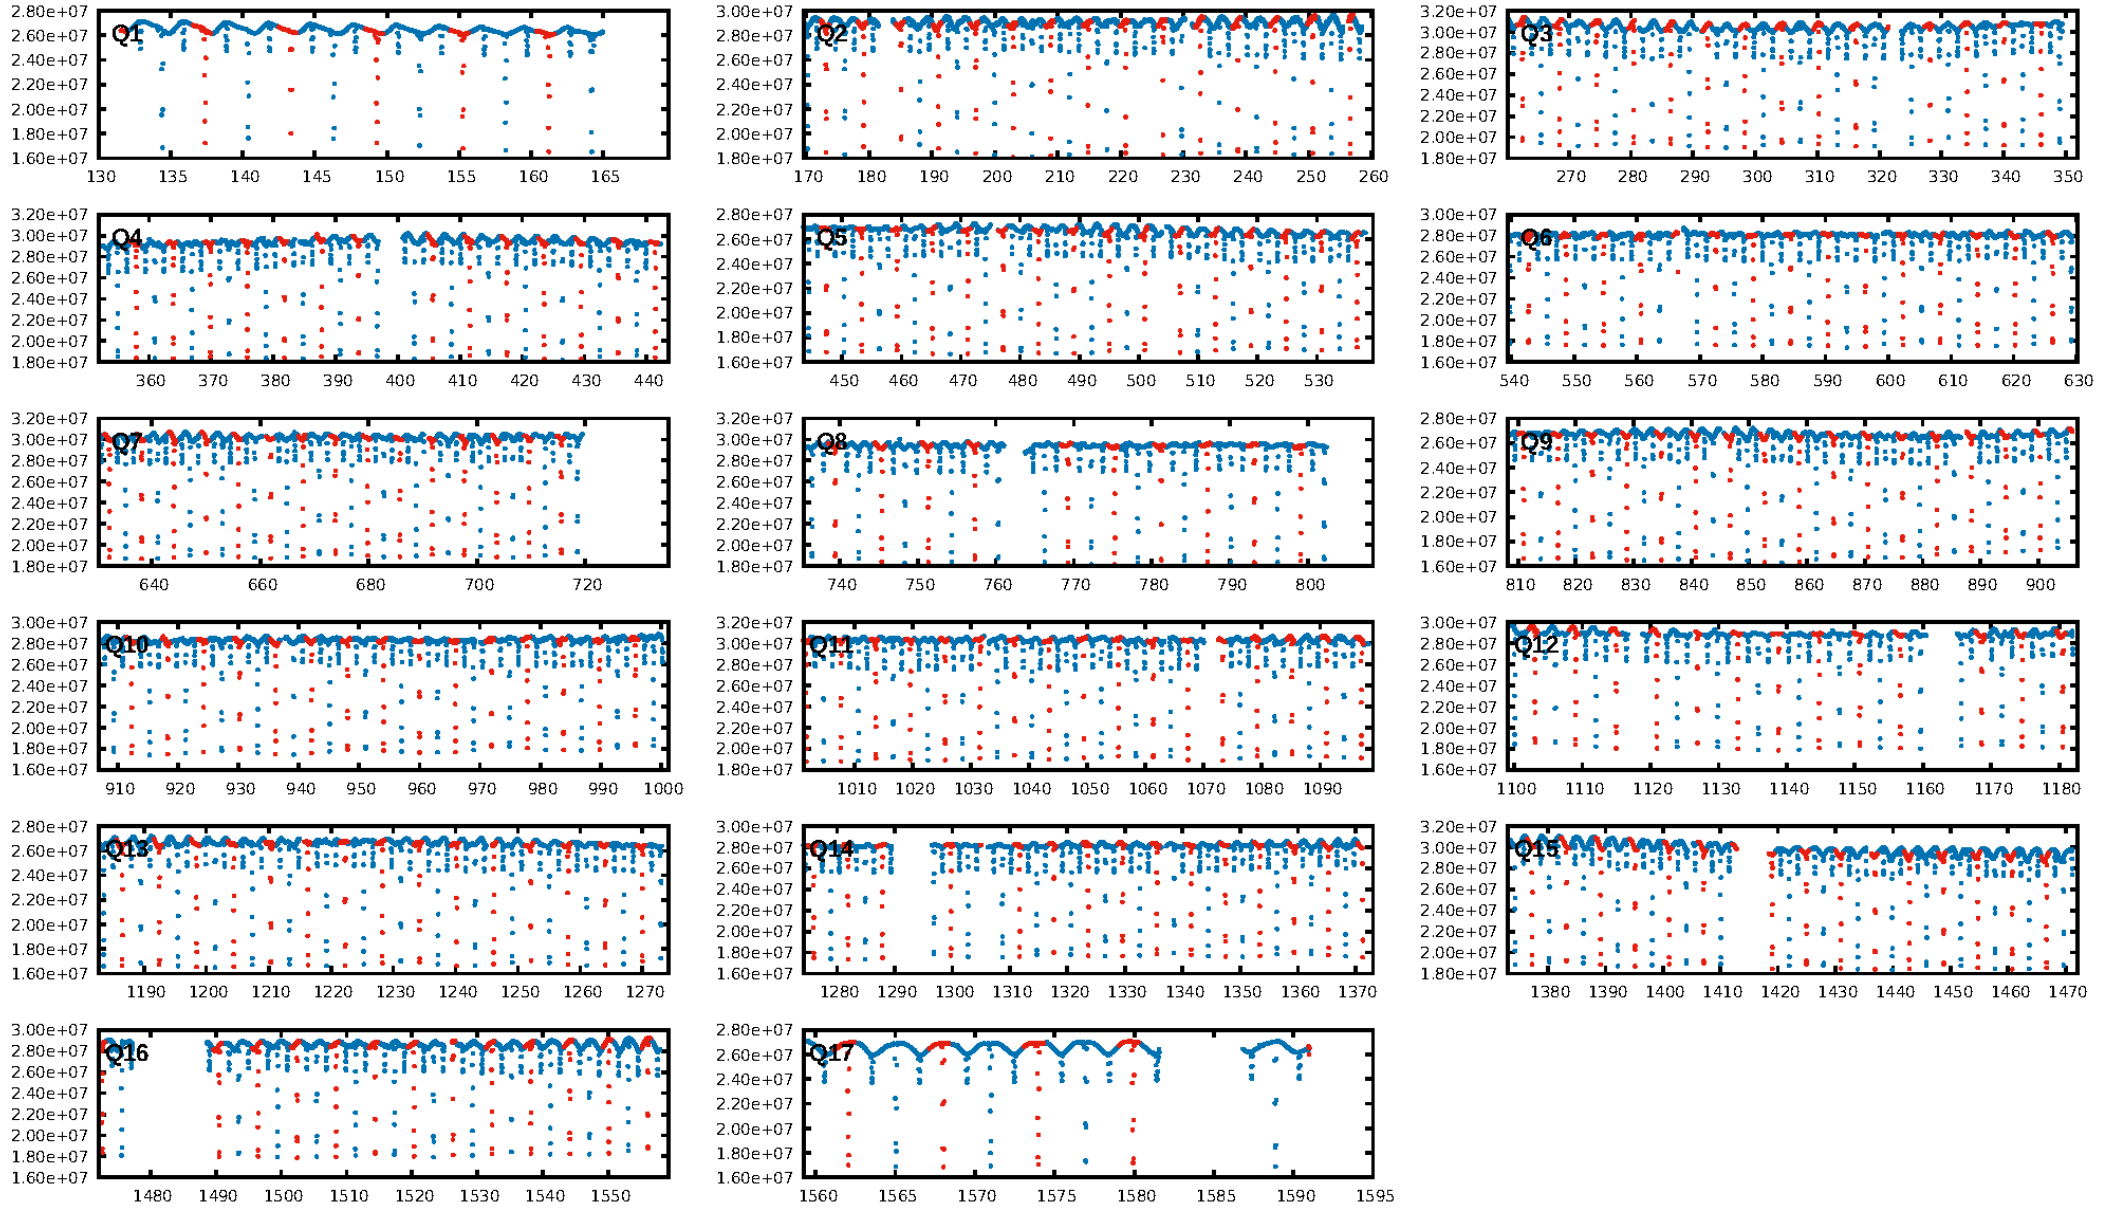 2.80e+07 2.60e+07 2.40e+07 2.20e+07 2.00e+07 1.80e+07 1.60e+07
Q1
130 135 140 145 150 155 160 165
3.00e+07 2.80e+07 2.60e+07 2.40e+07 2.20e+07 2.00e+07 1.80e+07
Q2
170 180 190 200 210 220 230 240 250 260
3.20e+07 3.00e+07 2.80e+07 2.60e+07 2.40e+07 2.20e+07 2.00e+07 1.80e+07
Q3
270 280 290 300 310 320 330 340 350
3.20e+07 3.00e+07 2.80e+07 2.60e+07 2.40e+07 2.20e+07 2.00e+07 1.80e+07
Q4
360 370 380 390 400 410 420 430 440
2.80e+07 2.60e+07 2.40e+07 2.20e+07 2.00e+07 1.80e+07 1.60e+07
Q5
450 460 470 480 490 500 510 520 530
3.00e+07 2.80e+07 2.60e+07 2.40e+07 2.20e+07 2.00e+07 1.80e+07 1.60e+07
Q6
540 550 560 570 580 590 600 610 620 630
3.20e+07 3.00e+07 2.80e+07 2.60e+07 2.40e+07 2.20e+07 2.00e+07 1.80e+07
Q7
640 660 680 700 720
3.20e+07 3.00e+07 2.80e+07 2.60e+07 2.40e+07 2.20e+07 2.00e+07 1.80e+07
Q8
740 750 760 770 780 790 800
2.80e+07 2.60e+07 2.40e+07 2.20e+07 2.00e+07 1.80e+07 1.60e+07
Q9
810 820 830 840 850 860 870 880 890 900
3.00e+07 2.80e+07 2.60e+07 2.40e+07 2.20e+07 2.00e+07 1.80e+07 1.60e+07
Q10
910 920 930 940 950 960 970 980 990 1000
3.20e+07 3.00e+07 2.80e+07 2.60e+07 2.40e+07 2.20e+07 2.00e+07 1.80e+07
Q11
1010 1020 1030 1040 1050 1060 1070 1080 1090
3.00e+07 2.80e+07 2.60e+07 2.40e+07 2.20e+07 2.00e+07 1.80e+07 1.60e+07
Q12
1100 1110 1120 1130 1140 1150 1160 1170 1180
2.80e+07 2.60e+07 2.40e+07 2.20e+07 2.00e+07 1.80e+07 1.60e+07
Q13
1190 1200 1210 1220 1230 1240 1250 1260 1270
3.00e+07 2.80e+07 2.60e+07 2.40e+07 2.20e+07 2.00e+07 1.80e+07 1.60e+07
Q14
1280 1290 1300 1310 1320 1330 1340 1350 1360 1370
3.20e+07 3.00e+07 2.80e+07 2.60e+07 2.40e+07 2.20e+07 2.00e+07 1.80e+07
Q15
1380 1390 1400 1410 1420 1430 1440 1450 1460 1470
3.00e+07 2.80e+07 2.60e+07 2.40e+07 2.20e+07 2.00e+07 1.80e+07 1.60e+07
Q16
1480 1490 1500 1510 1520 1530 1540 1550
2.80e+07 2.60e+07 2.40e+07 2.20e+07 2.00e+07 1.80e+07 1.60e+07
Q17
1560 1565 1570 1575 1580 1585 1590 1595